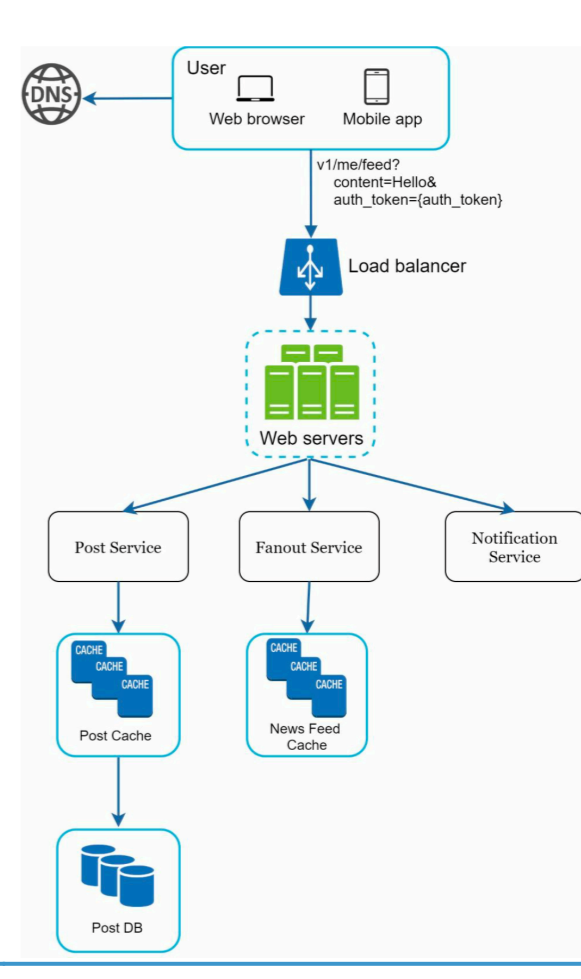 User
DNS
Web browser
Mobile app
v1/me/feed?
content=Hello&
auth_token={auth_token}
Load balancer
Web servers
Post Service
Fanout Service
Notification
Service
CACHE
CACHE
CACHE
Post Cache
CACHE
CACHE
CACHE
News Feed
Cache
Post DB